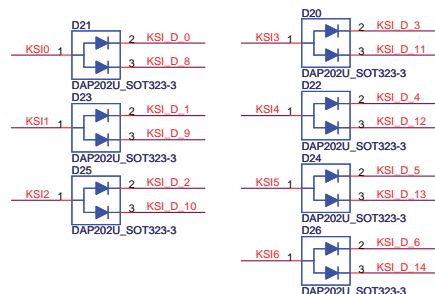 D21
KSI0 1 2 KSI_D_0
3 KSI_D_8
DAP202U_SOT323-3
D23
KSI1 1 2 KSI_D_1
3 KSI_D_9
DAP202U_SOT323-3
D25
KSI2 1 2 KSI_D_2
3 KSI_D_10
DAP202U_SOT323-3
D20
KSI3 1 2 KSI_D_3
3 KSI_D_11
DAP202U_SOT323-3
D22
KSI4 1 2 KSI_D_4
3 KSI_D_12
DAP202U_SOT323-3
D24
KSI5 1 2 KSI_D_5
3 KSI_D_13
DAP202U_SOT323-3
D26
KSI6 1 2 KSI_D_6
3 KSI_D_14
DAP202U_SOT323-3